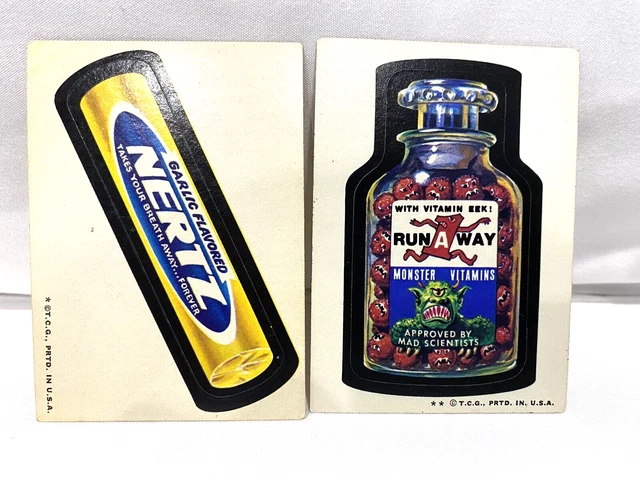 GARLIC FLAVORED
NERTZ
TAKES YOUR BREATH AWAY...FOREVER
* ©T.C.G., PRTD. IN U.S.A.
WITH VITAMIN EEK!
RUN A WAY
MONSTER VITAMINS
APPROVED BY
MAD SCIENTISTS
** ©T.C.G., PRTD. IN. U.S.A.